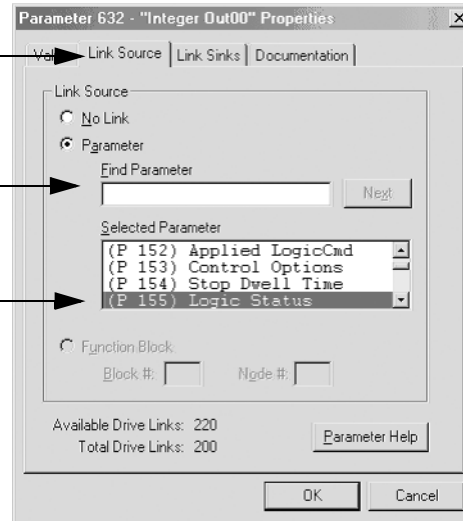 Parameter 632 - "Integer Out00" Properties
Link Source Link Sinks Documentation
Link Source
No Link
Parameter
Find Parameter
Next
Selected Parameter
(P 152) Applied LogicCmd
(P 153) Control Options
(P 154) Stop Dwell Time
(P 155) Logic Status
Function Block
Block #: Node #:
Available Drive Links: 220
Total Drive Links: 200
Parameter Help
OK Cancel